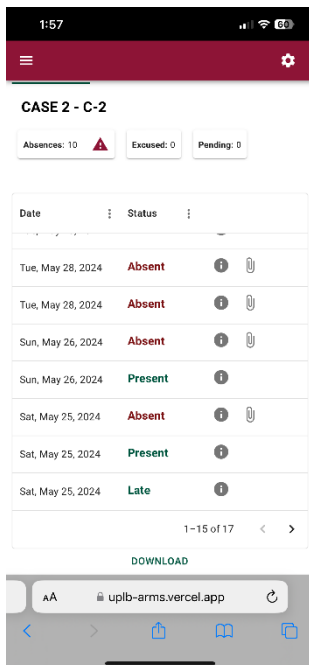 1:57
60
CASE 2 - C-2
Absences: 10 Excused: 0 Pending: 0
Date Status
Tue, May 28, 2024 Absent
Tue, May 28, 2024 Absent
Sun, May 26, 2024 Absent
Sun, May 26, 2024 Present
Sat, May 25, 2024 Absent
Sat, May 25, 2024 Present
Sat, May 25, 2024 Late
1–15 of 17
DOWNLOAD
AA uplb-arms.vercel.app